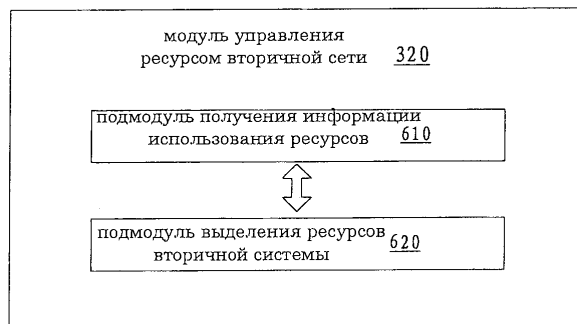 модуль управления
ресурсом вторичной сети 320
подмодуль получения информации
использования ресурсов 610
подмодуль выделения ресурсов
вторичной системы 620